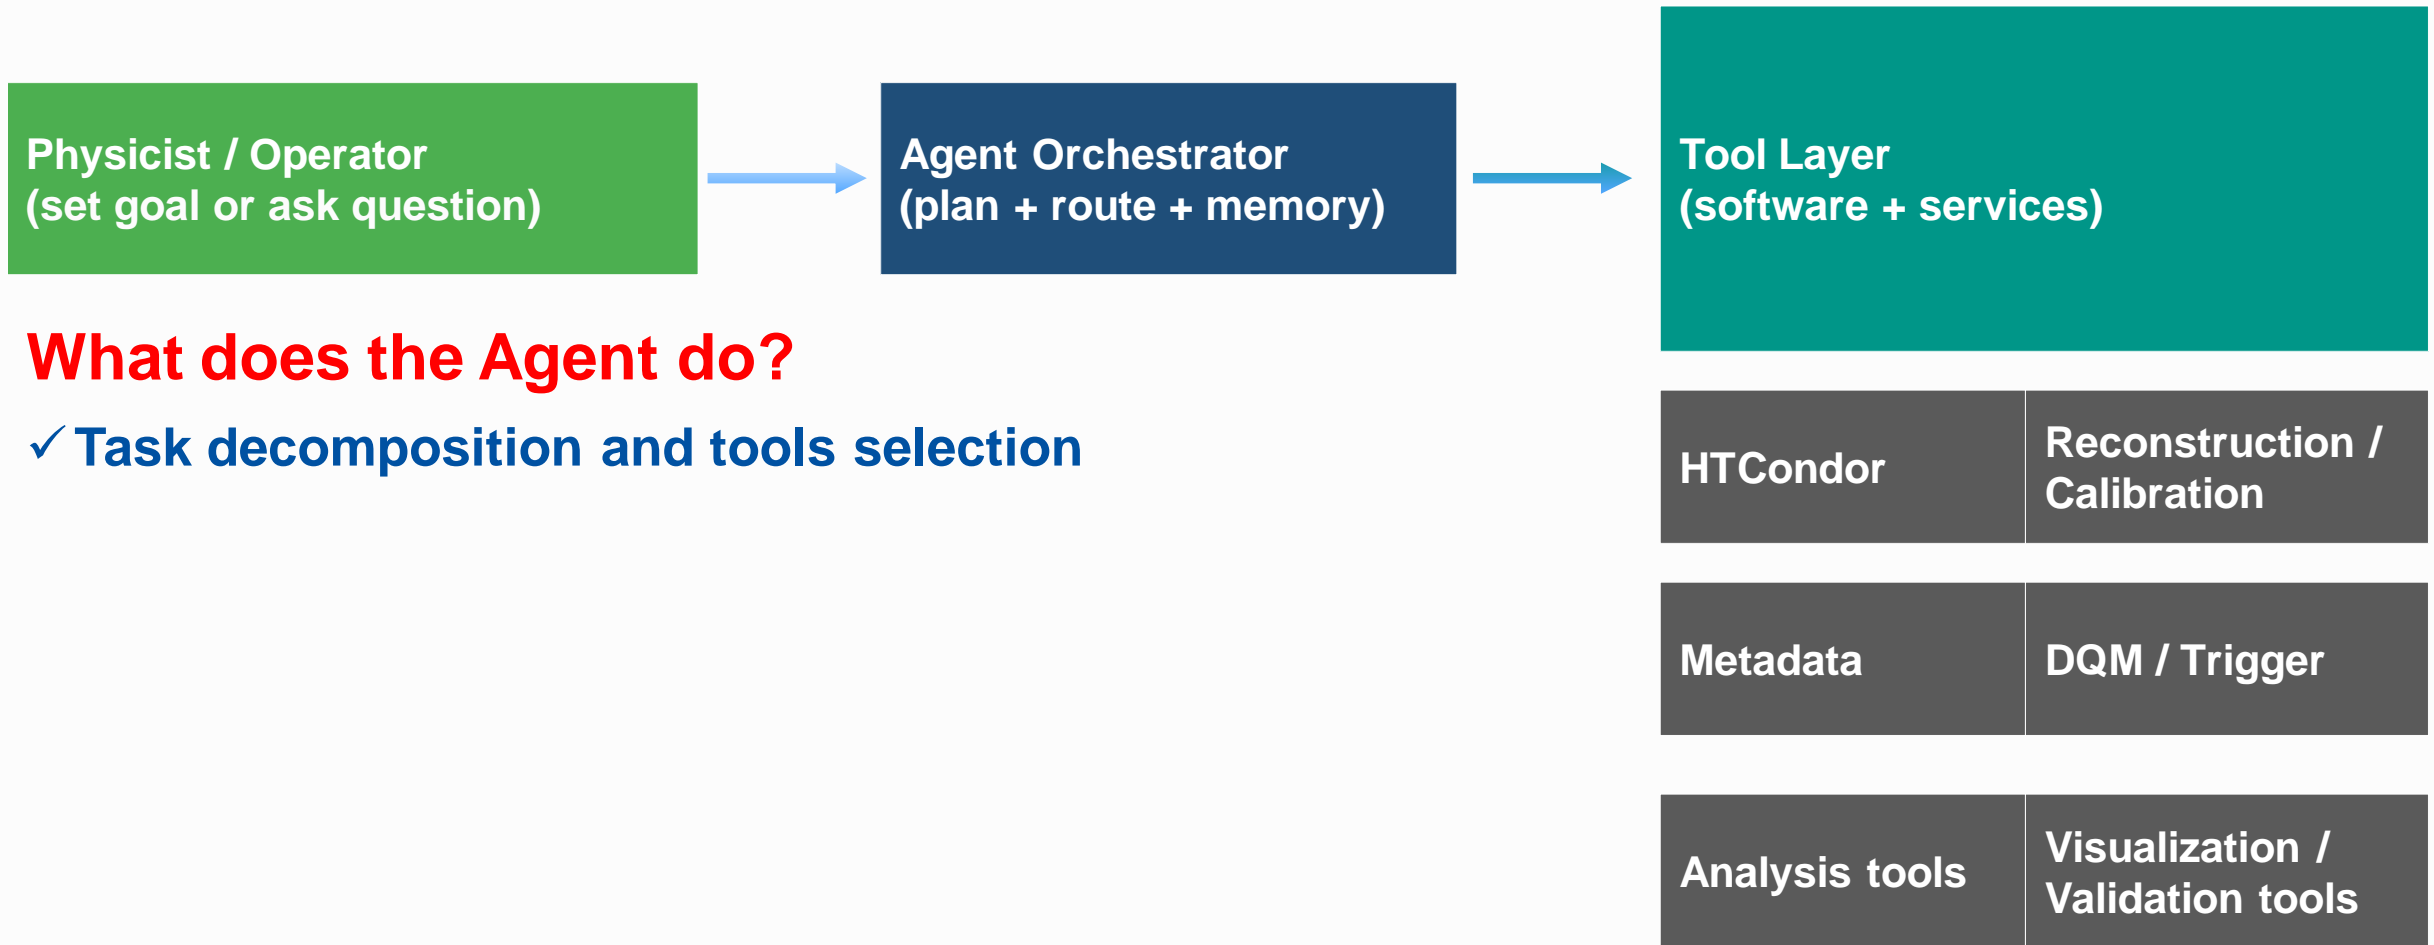 Physicist / Operator
(set goal or ask question)
Agent Orchestrator
(plan + route + memory)
Tool Layer
(software + services)
What does the Agent do?
✓ Task decomposition and tools selection
HTCondor
Reconstruction /
Calibration
Metadata
DQM / Trigger
Analysis tools
Visualization /
Validation tools